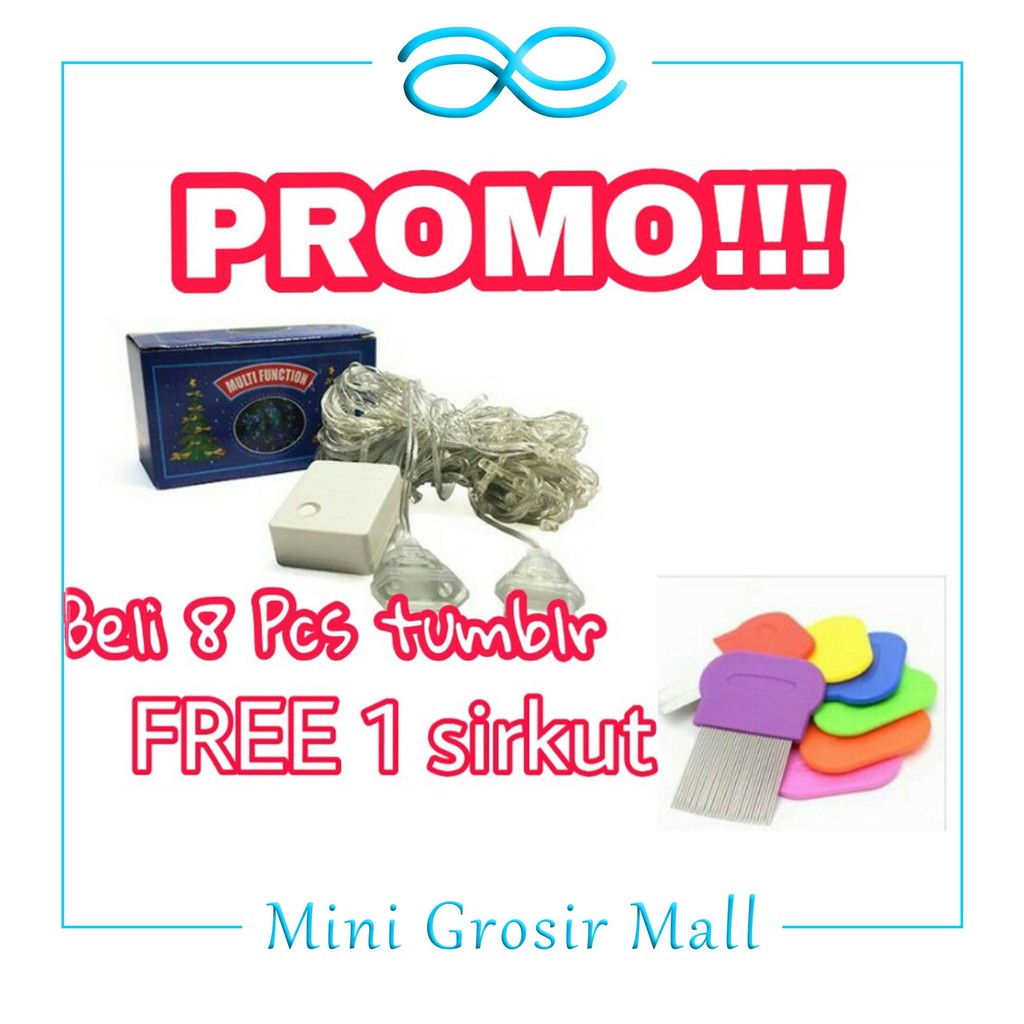 PROMO!!!
MULTI FUNCTION
Beli 8 Pcs tumblr
FREE 1 sirkut
Mini Grosir Mall